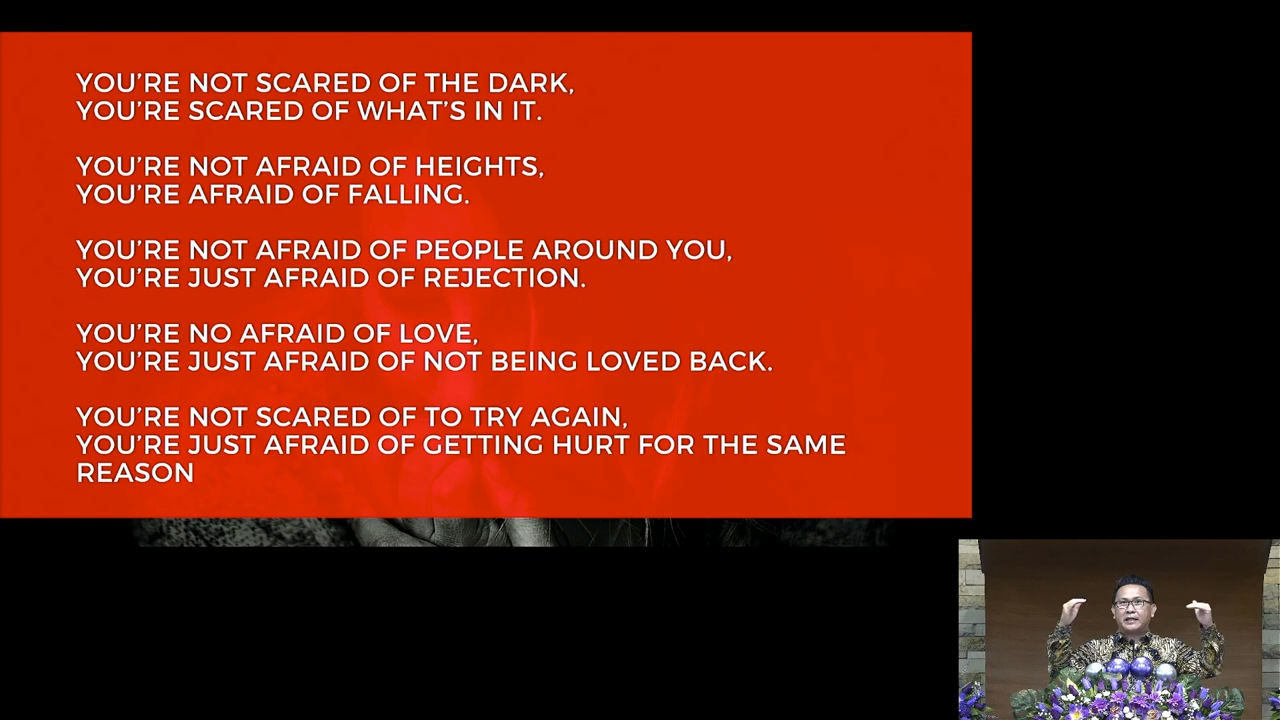 YOU'RE NOT SCARED OF THE DARK,
YOU'RE SCARED OF WHAT'S IN IT.
YOU'RE NOT AFRAID OF HEIGHTS,
YOU'RE AFRAID OF FALLING.
YOU'RE NOT AFRAID OF PEOPLE AROUND YOU,
YOU'RE JUST AFRAID OF REJECTION.
YOU'RE NO AFRAID OF LOVE,
YOU'RE JUST AFRAID OF NOT BEING LOVED BACK.
YOU'RE NOT SCARED OF TO TRY AGAIN,
YOU'RE JUST AFRAID OF GETTING HURT FOR THE SAME
REASON